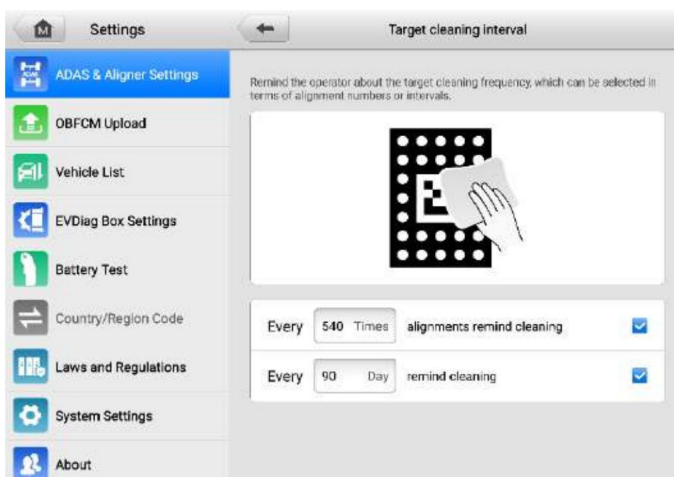 Settings
Target cleaning interval
ADAS & Aligner Settings
OBFCM Upload
Vehicle List
EVDiag Box Settings
Battery Test
Country/Region Code
Laws and Regulations
System Settings
About
Remind the operator about the target cleaning frequency, which can be selected in
terms of alignment numbers or intervals.
Every 540 Times alignments remind cleaning
Every 90 Day remind cleaning